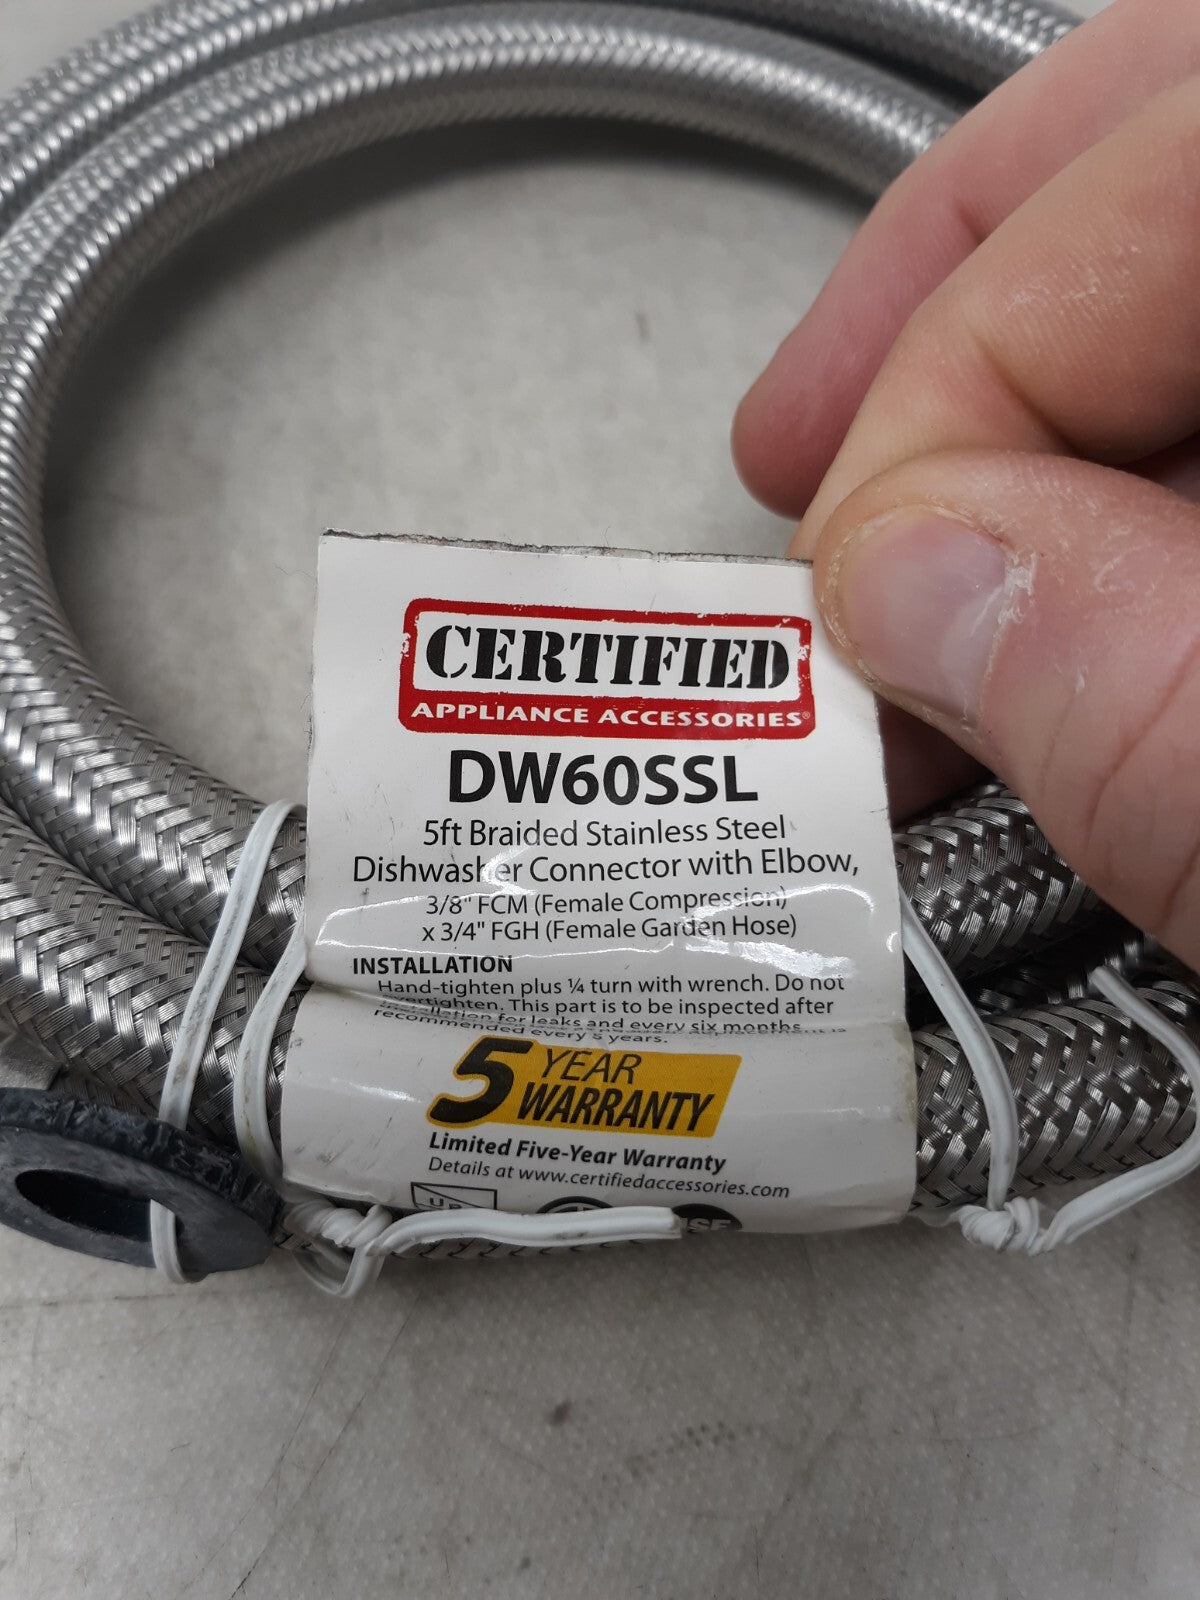 CERTIFIED
APPLIANCE ACCESSORIES®
DW60SSL
5ft Braided Stainless Steel
Dishwasher Connector with Elbow,
3/8" FCM (Female Compression)
x 3/4" FGH (Female Garden Hose)
INSTALLATION
Hand-tighten plus ¼ turn with wrench. Do not
overtighten. This part is to be inspected after
installation for leaks and every six months.
recommended every 5 years.
5 YEAR
WARRANTY
Limited Five-Year Warranty
Details at www.certifiedaccessories.com